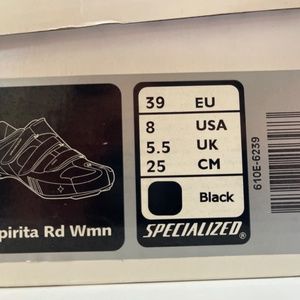 39 EU
8 USA
5.5 UK
25 CM
Black
pirita Rd Wmn
SPECIALIZED
610E-6239